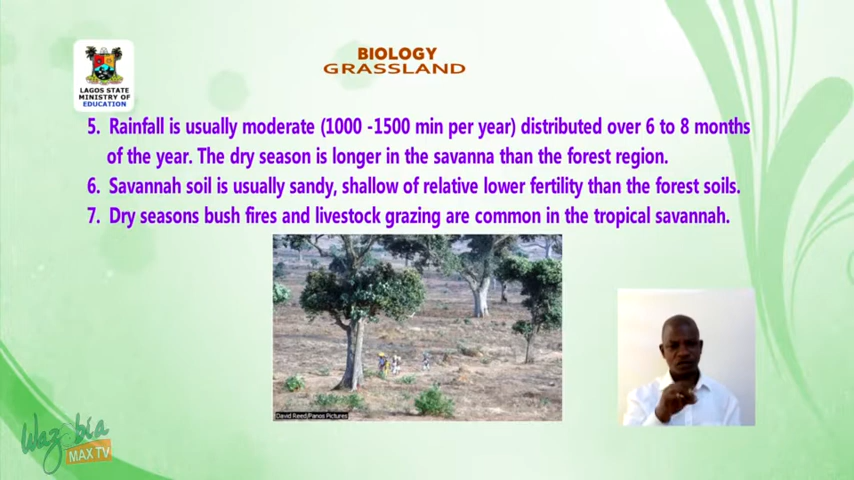 BIOLOGY
GRASSLAND
LAGOS STATE
MINISTRY OF
EDUCATION
5. Rainfall is usually moderate (1000 -1500 min per year) distributed over 6 to 8 months
of the year. The dry season is longer in the savanna than the forest region.
6. Savannah soil is usually sandy, shallow of relative lower fertility than the forest soils.
7. Dry seasons bush fires and livestock grazing are common in the tropical savannah.
David Reed/Panos Pictures
Wazobia
MAX TV